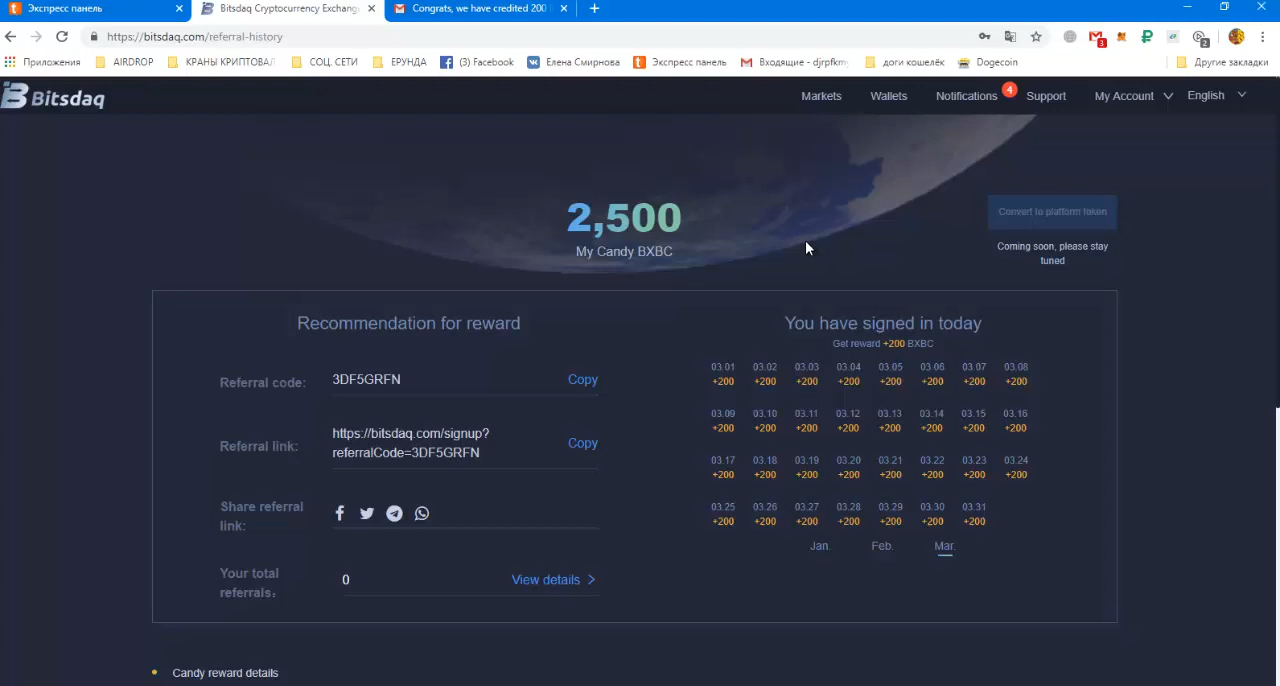 Экспресс панель
Bitsdaq Cryptocurrency Exchange
Congrats, we have credited 200
https://bitsdaq.com/referral-history
3
2
Приложения
AIRDROP
КРАНЫ КРИПТОВАЛ
СОЦ. СЕТИ
ЕРУНДА
(3) Facebook
Елена Смирнова
Экспресс панель
Входящие - djrpfkmy
доги кошелёк
Dogecoin
Другие закладки
Bitsdaq
Markets
Wallets
Notifications
4
Support
My Account
English
2,500
My Candy BXBC
Convert to platform token
Coming soon, please stay
tuned
Recommendation for reward
Referral code:
3DF5GRFN
Copy
Referral link:
https://bitsdaq.com/signup?
referralCode=3DF5GRFN
Copy
Share referral
link:
Your total
referrals:
0
View details
You have signed in today
Get reward +200 BXBC
03.01 03.02 03.03 03.04 03.05 03.06 03.07 03.08
+200 +200 +200 +200 +200 +200 +200 +200
03.09 03.10 03.11 03.12 03.13 03.14 03.15 03.16
+200 +200 +200 +200 +200 +200 +200 +200
03.17 03.18 03.19 03.20 03.21 03.22 03.23 03.24
+200 +200 +200 +200 +200 +200 +200 +200
03.25 03.26 03.27 03.28 03.29 03.30 03.31
+200 +200 +200 +200 +200 +200 +200
Jan. Feb. Mar.
Candy reward details